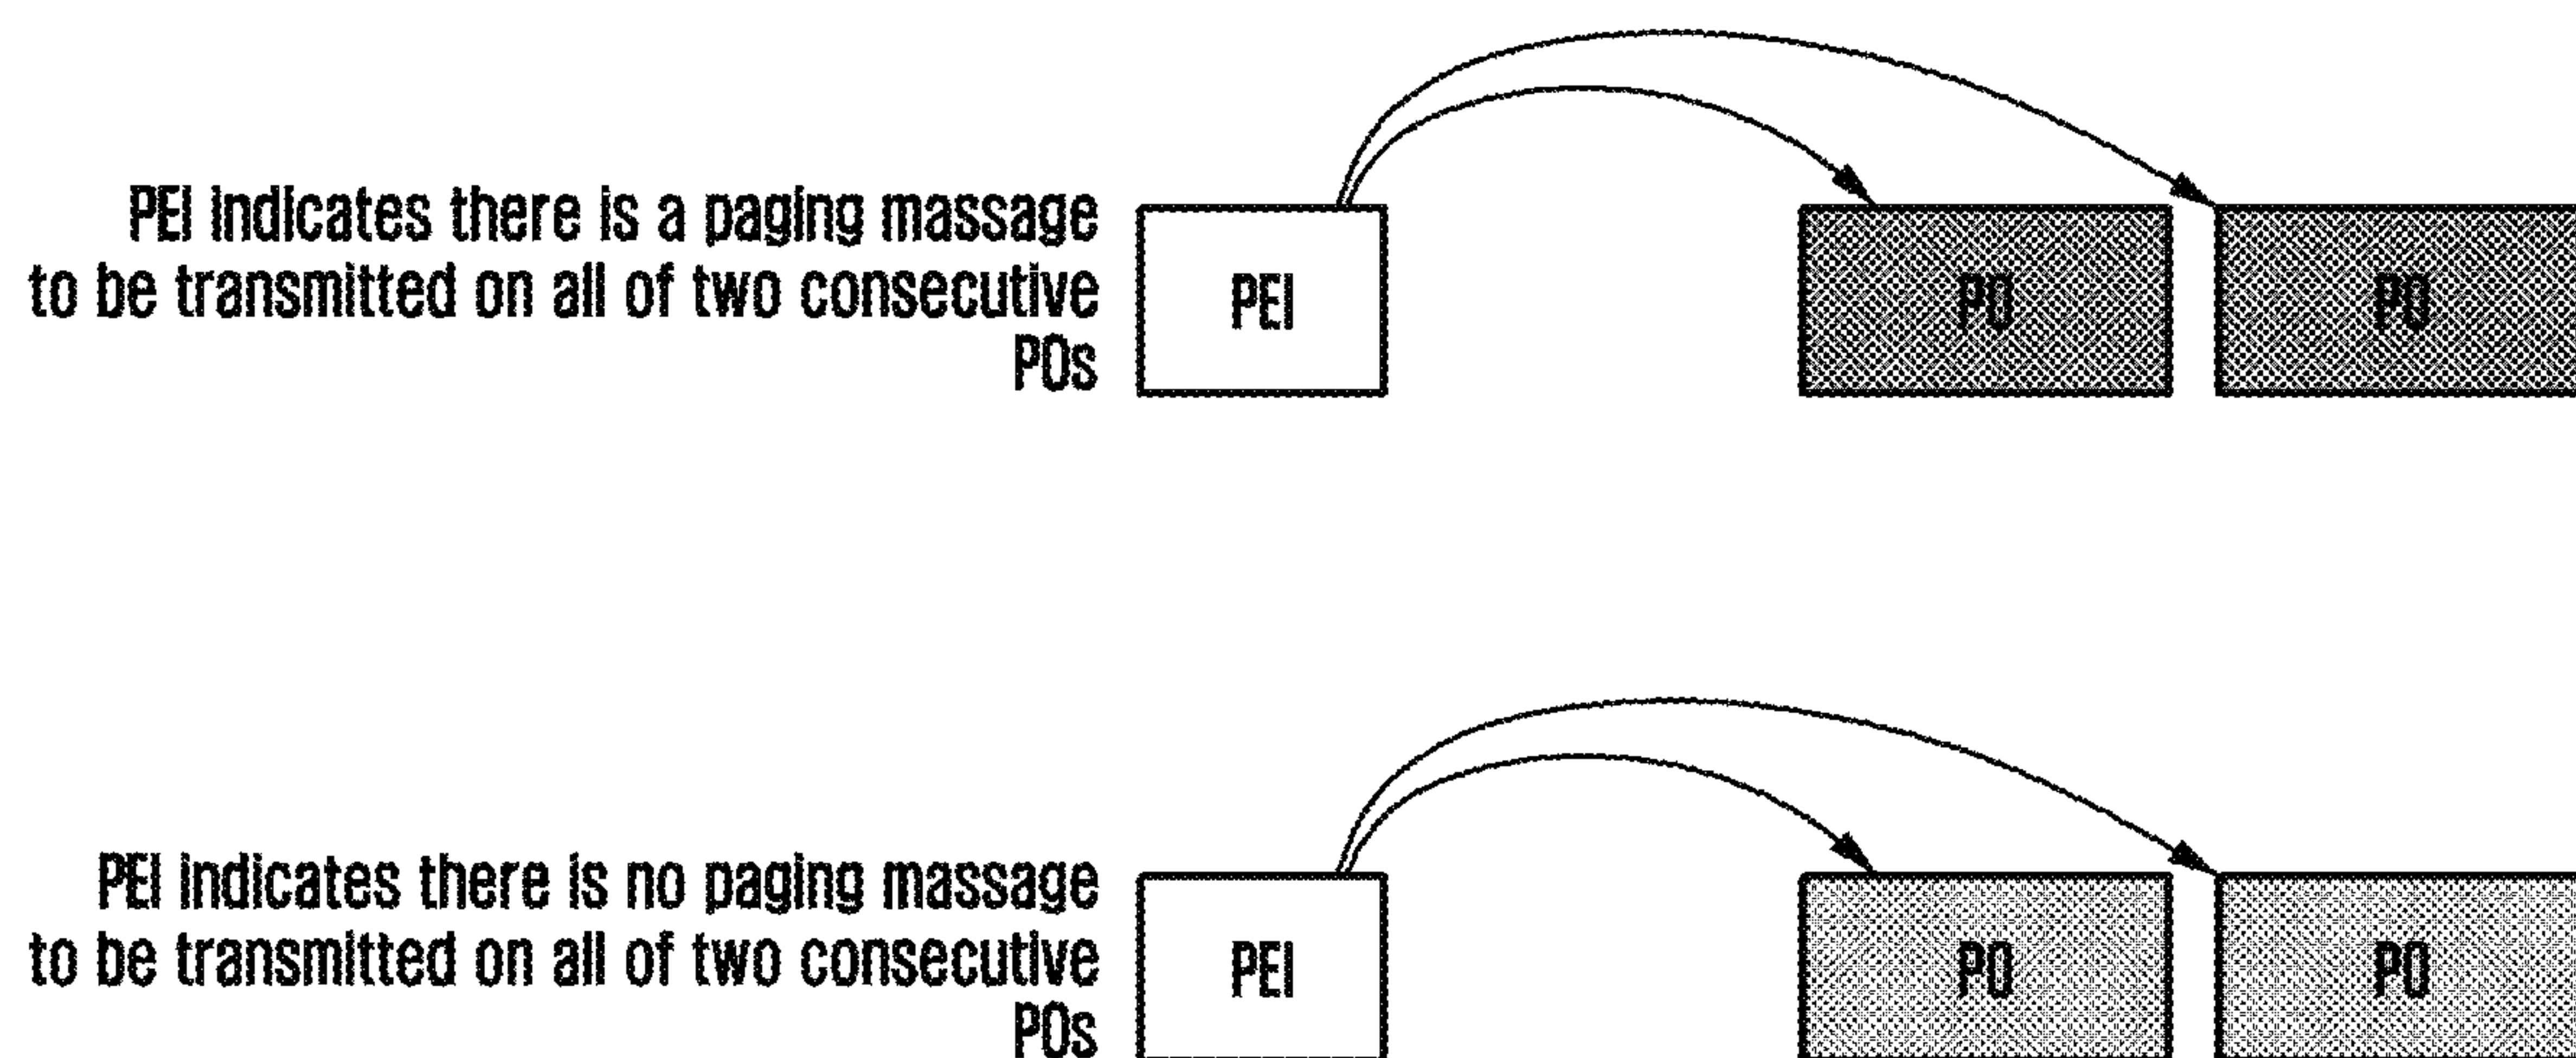 PEI indicates there is a paging massage
to be transmitted on all of two consecutive
POs
PEI
PO
PO
PEI indicates there is no paging massage
to be transmitted on all of two consecutive
POs
PEI
PO
PO